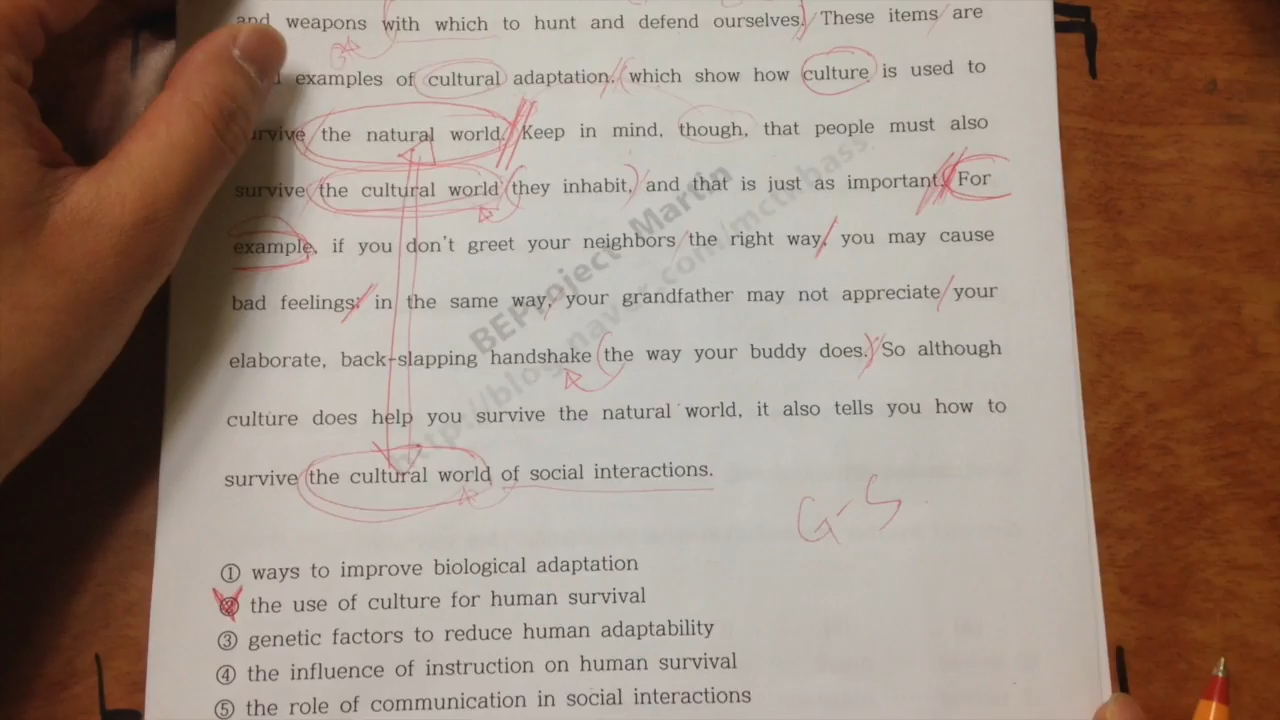 and weapons with which to hunt and defend ourselves. These items are
examples of cultural adaptation, which show how culture is used to
survive the natural world. Keep in mind, though, that people must also
survive the cultural world they inhabit, and that is just as important. For
example, if you don't greet your neighbors the right way, you may cause
bad feelings; in the same way, your grandfather may not appreciate your
elaborate, back-slapping handshake the way your buddy does. So although
culture does help you survive the natural world, it also tells you how to
survive the cultural world of social interactions.
G-S
① ways to improve biological adaptation
② the use of culture for human survival
③ genetic factors to reduce human adaptability
④ the influence of instruction on human survival
⑤ the role of communication in social interactions
BEProject Martin
http://blog.naver.com/mcthbass